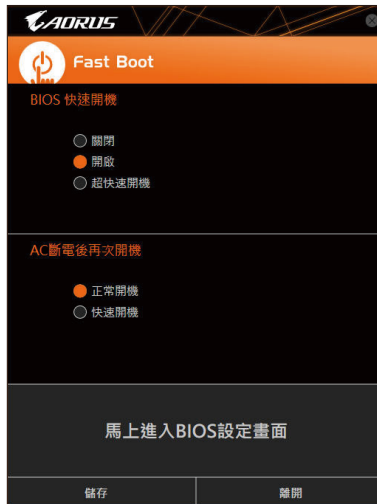 AORUS
Fast Boot
BIOS 快速開機
關閉
開啟
超快速開機
AC斷電後再次開機
正常開機
快速開機
馬上進入BIOS設定畫面
儲存
離開